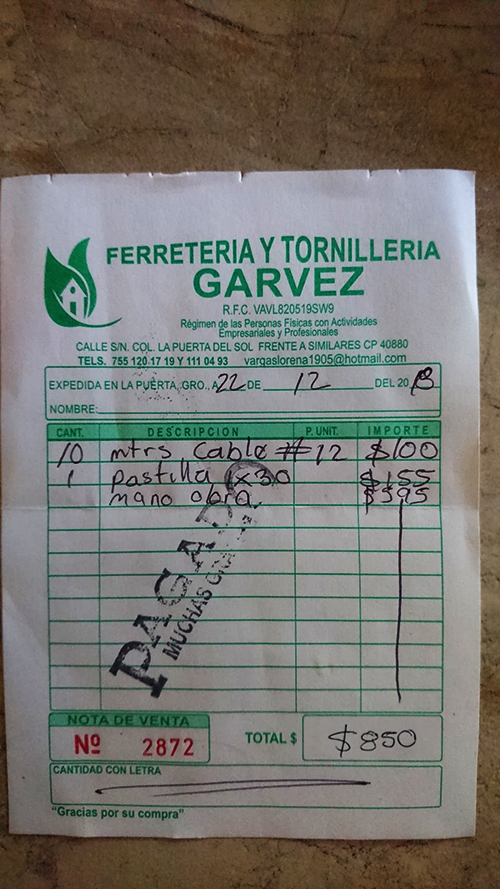 FERRETERIA Y TORNILLERIA
GARVEZ
R.F.C. VAVL820519SW9
Régimen de las Personas Físicas con Actividades
Empresariales y Profesionales
CALLE S/N. COL. LA PUERTA DEL SOL FRENTE A SIMILARES CP 40880
TELS. 755 120 17 19 Y 111 04 93 vargaslorena1905@hotmail.com
EXPEDIDA EN LA PUERTA, GRO., A 22 DE 12 DEL 20 18
NOMBRE:
CANT. DESCRIPCION P. UNIT. IMPORTE
10 mtrs cable #12 $100
1 pastilla 1x30 $155
mano obra. $595
PAGADO
MUCHAS
NOTA DE VENTA
Nº 2872
TOTAL $ $850
CANTIDAD CON LETRA
"Gracias por su compra"